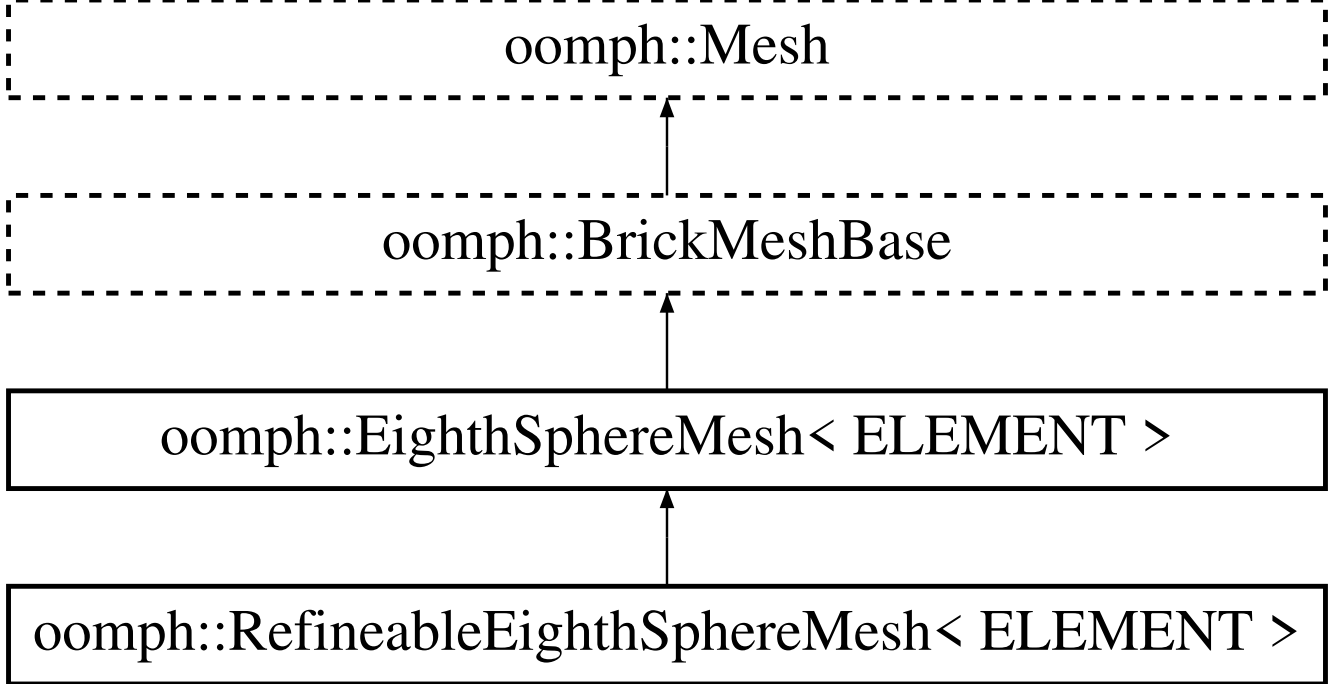 oomph::Mesh
oomph::BrickMeshBase
oomph::EighthSphereMesh< ELEMENT >
oomph::RefineableEighthSphereMesh< ELEMENT >